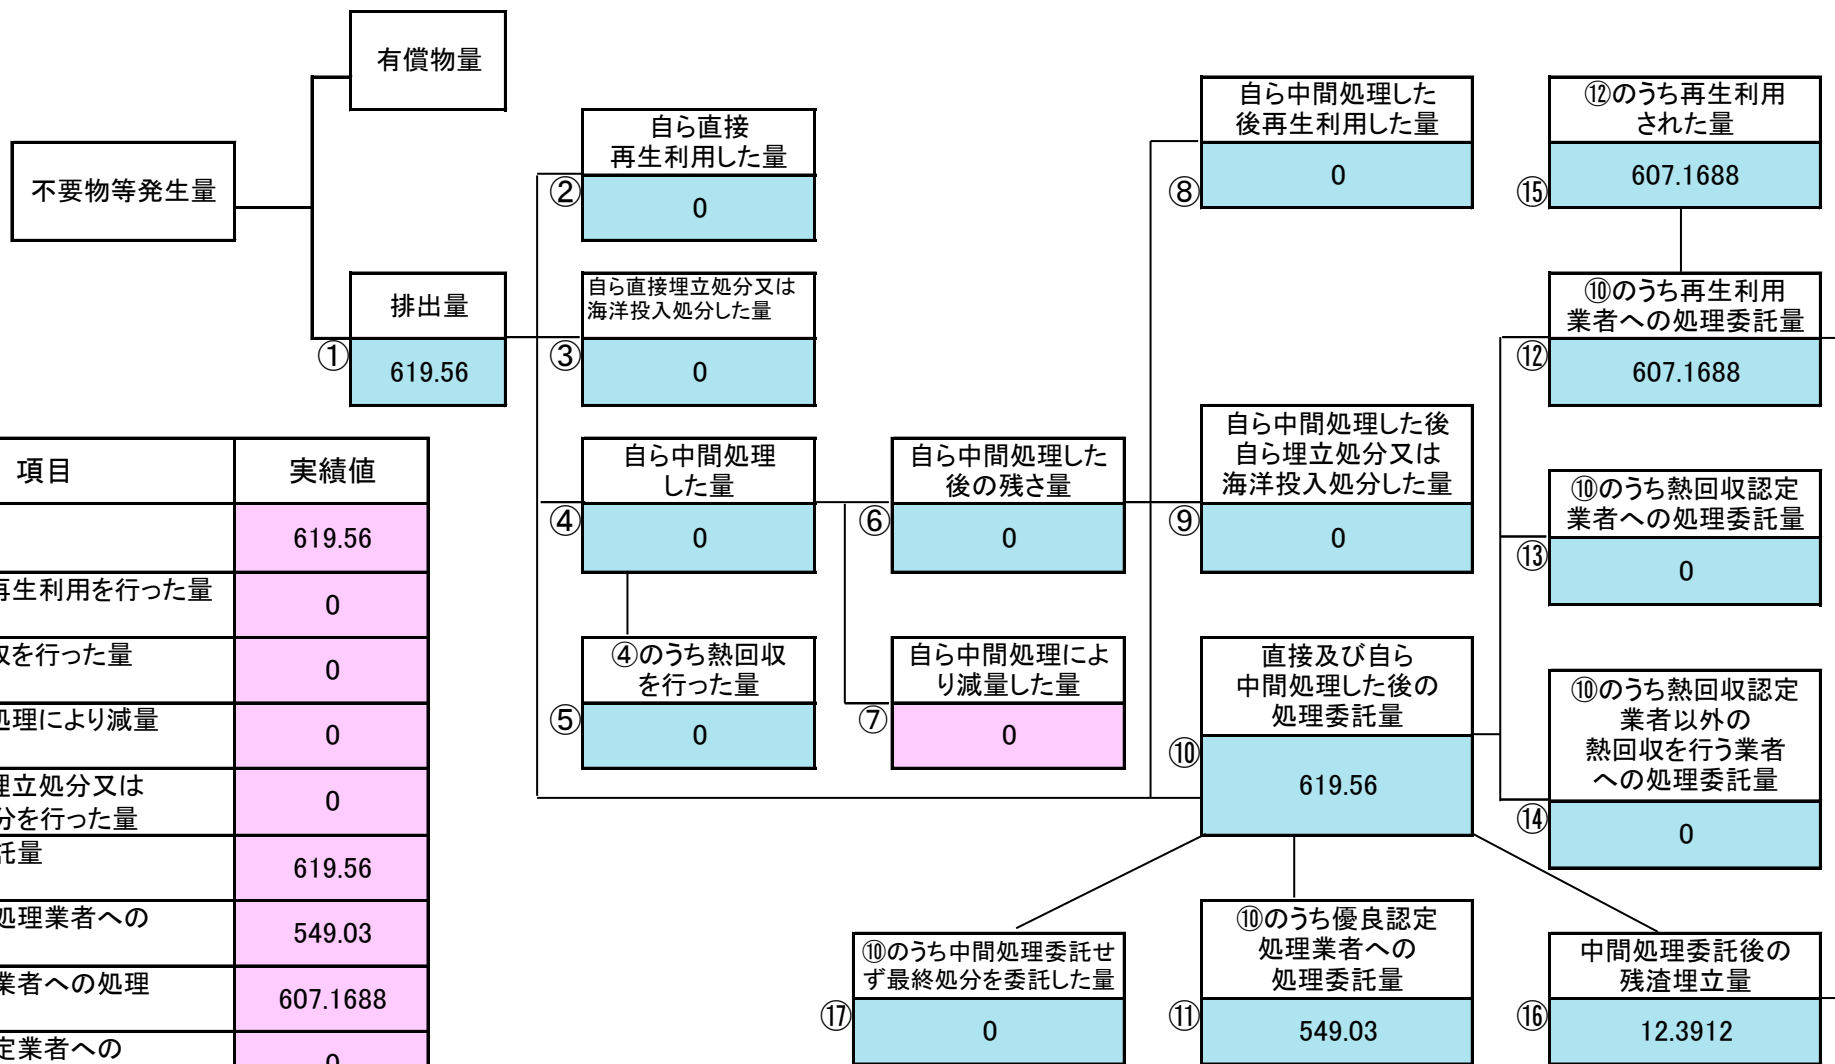 有償物量
不要物等発生量
排出量
①
619.56
自ら直接
再生利用した量
②
0
自ら直接埋立処分又は
海洋投入処分した量
③
0
自ら中間処理
した量
④
0
④のうち熱回収
を行った量
⑤
0
自ら中間処理した
後の残さ量
⑥
0
自ら中間処理によ
り減量した量
⑦
0
自ら中間処理した
後再生利用した量
⑧
0
自ら中間処理した後
自ら埋立処分又は
海洋投入処分した量
⑨
0
直接及び自ら
中間処理した後の
処理委託量
⑩
619.56
⑫のうち再生利用
された量
⑮
607.1688
⑩のうち再生利用
業者への処理委託量
⑫
607.1688
⑩のうち熱回収認定
業者への処理委託量
⑬
0
⑩のうち熱回収認定
業者以外の
熱回収を行う業者
への処理委託量
⑭
0
⑩のうち中間処理委託せ
ず最終処分を委託した量
⑰
0
⑩のうち優良認定
処理業者への
処理委託量
⑪
549.03
中間処理委託後の
残渣埋立量
⑯
12.3912
項目
実績値
619.56
再生利用を行った量
0
を行った量
0
処理により減量
0
埋立処分又は
分を行った量
0
託量
619.56
処理業者への
549.03
業者への処理
607.1688
定業者への
0